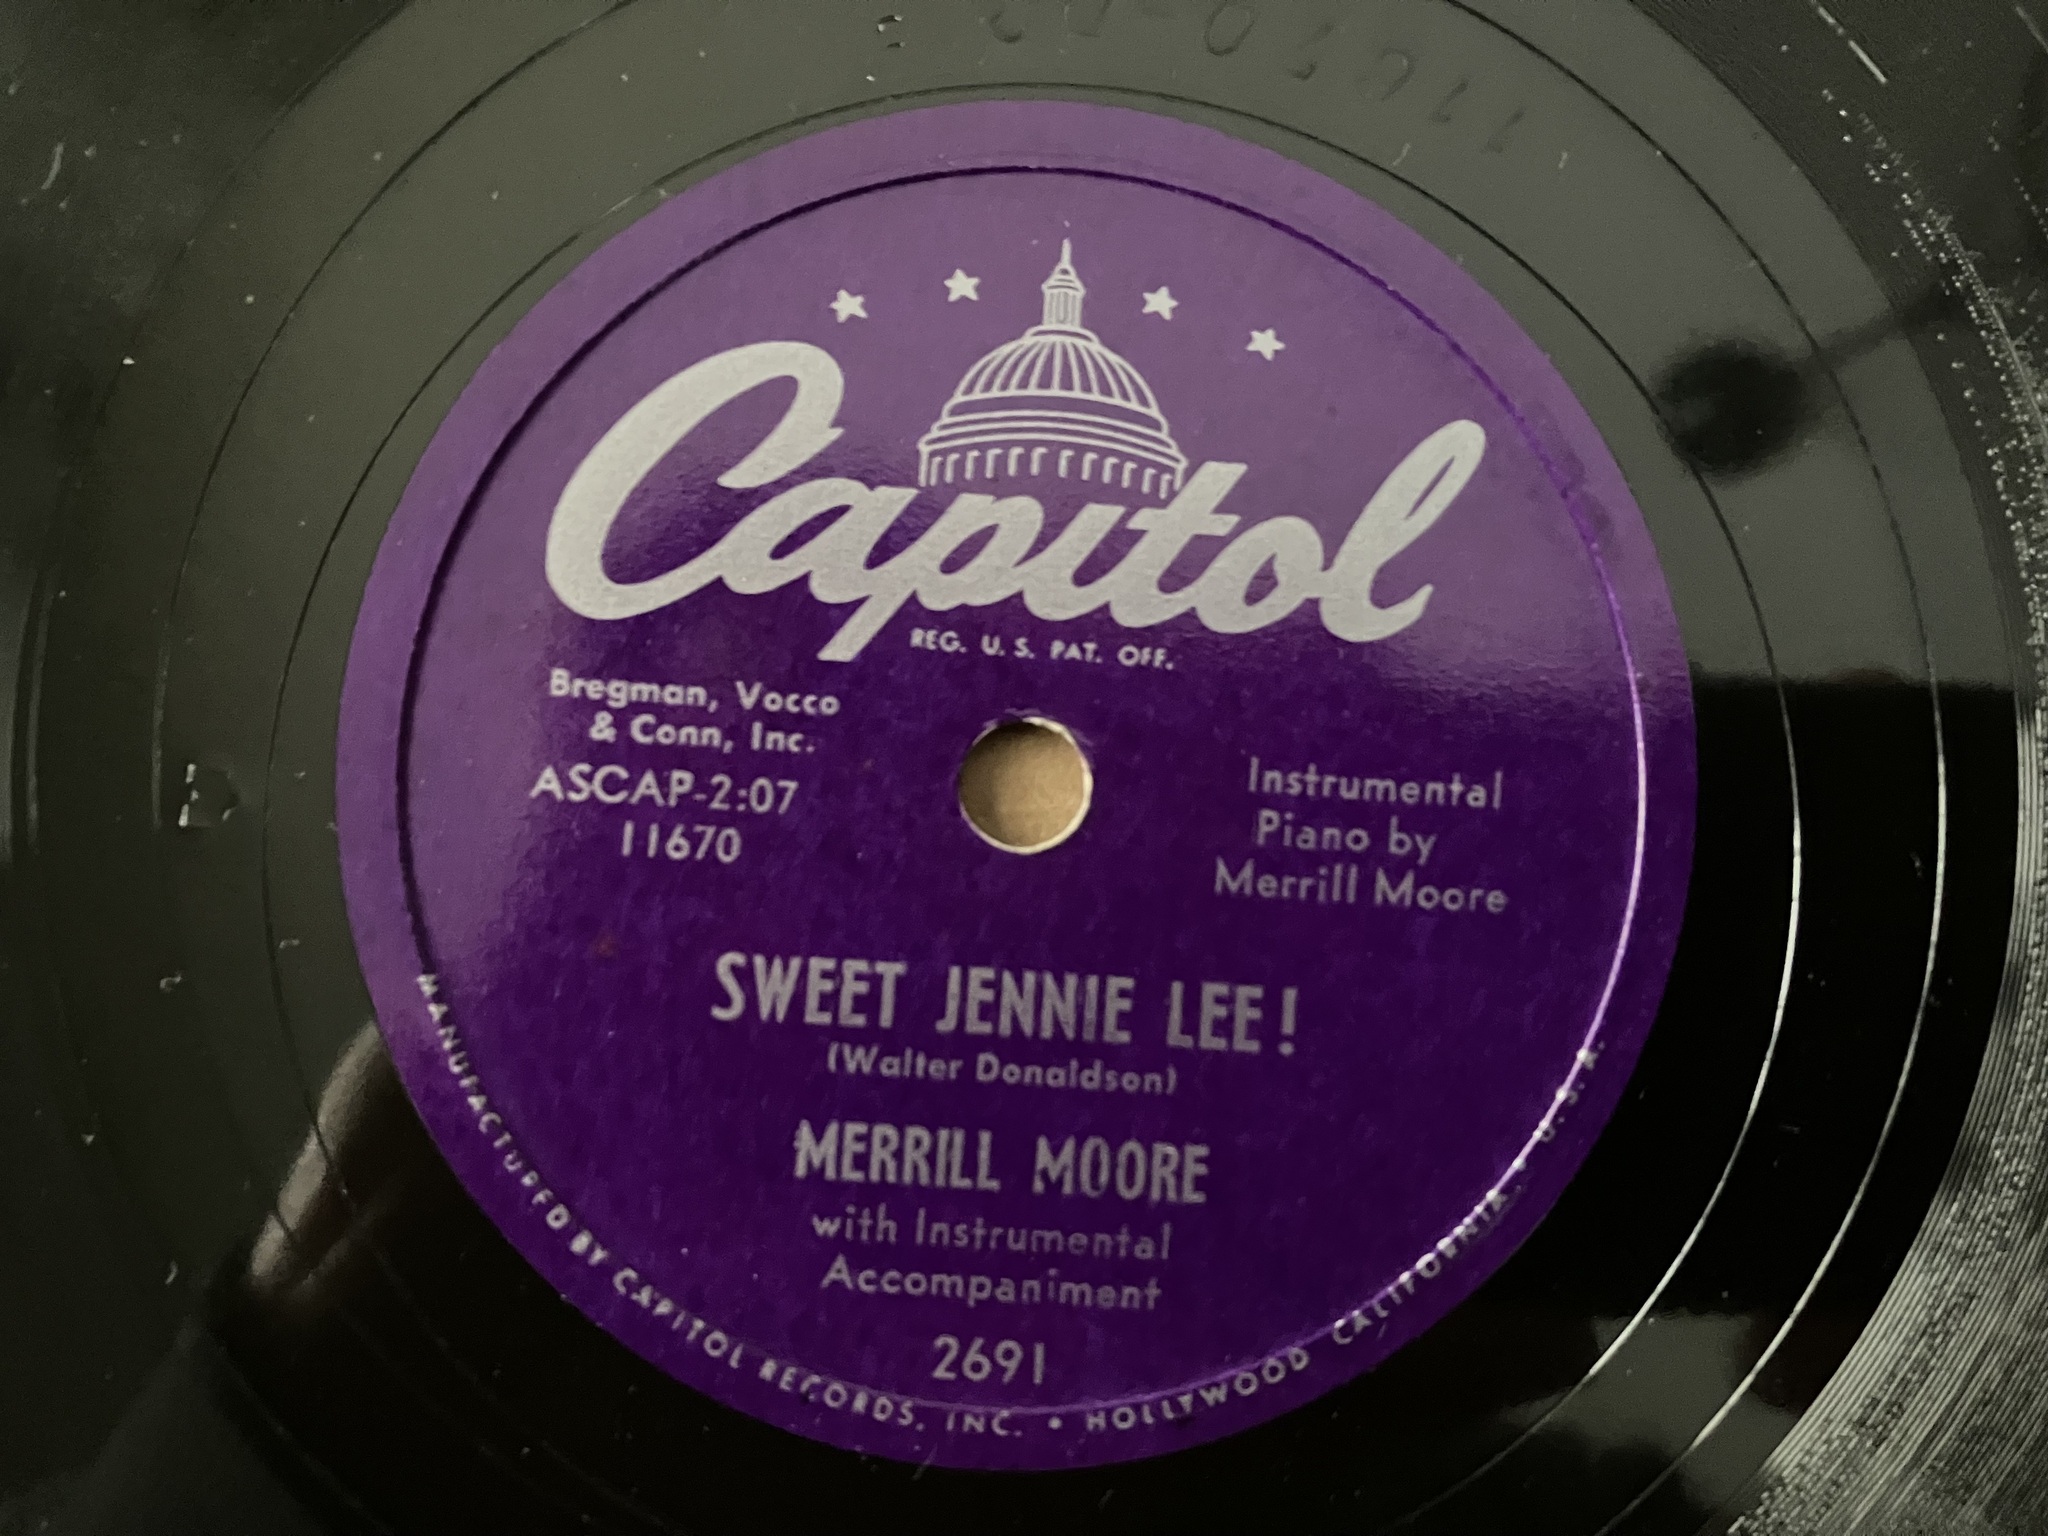 Capitol
REG. U. S. PAT. OFF.
Bregman, Vocco
& Conn, Inc.
ASCAP-2:07
11670
Instrumental
Piano by
Merrill Moore
SWEET JENNIE LEE!
(Walter Donaldson)
MERRILL MOORE
with Instrumental
Accompaniment
2691
MANUFACTURED BY CAPITOL RECORDS, INC. • HOLLYWOOD CALIFORNIA • U. S. A.